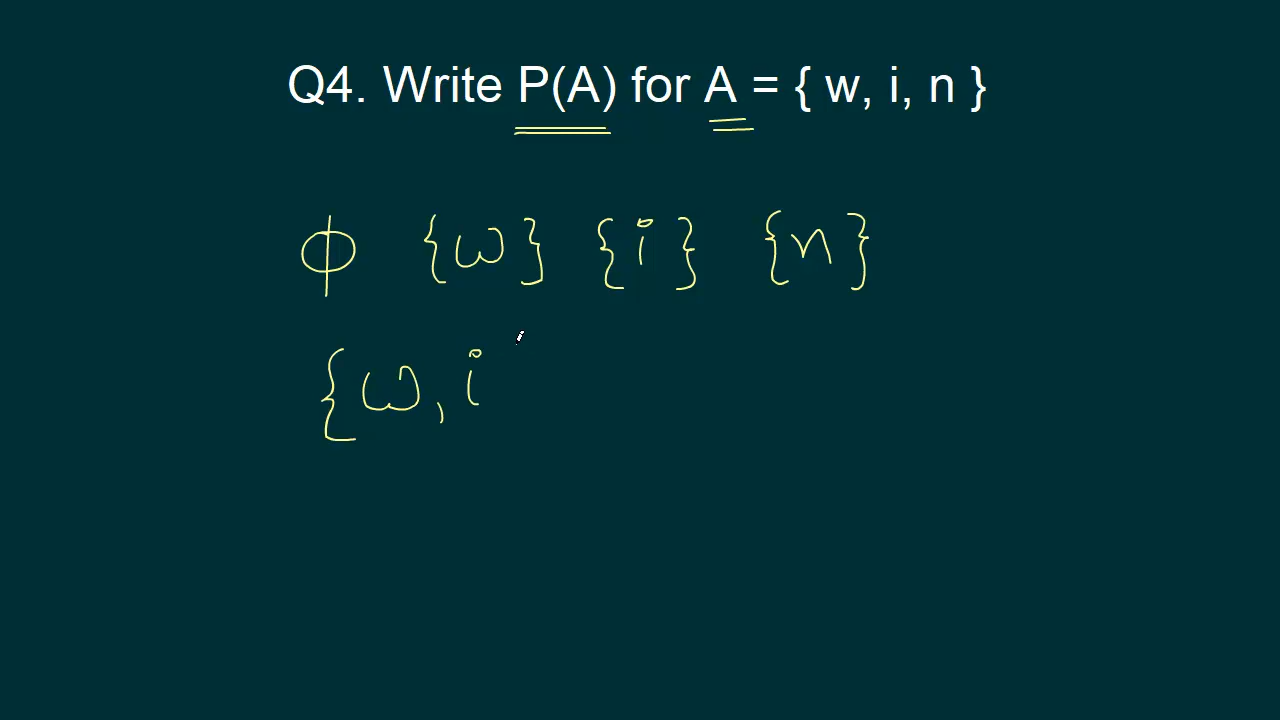 Q4. Write P(A) for A = { w, i, n }
ϕ {w} {i} {n}
{w, i